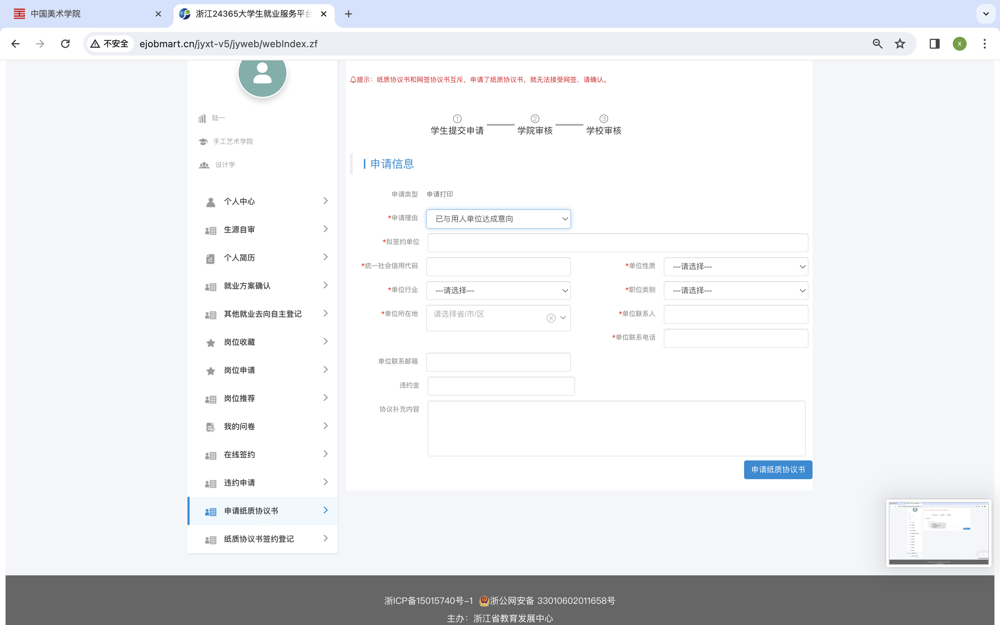 中国美术学院
浙江24365大学生就业服务平台
不安全 ejobmart.cn/jyxt-v5/jyweb/webIndex.zf
X
提示：纸质协议书和网签协议书互斥，申请了纸质协议书，就无法接受网签，请确认。
陆一
手工艺术学院
设计学
① ② ③
学生提交申请 学院审核 学校审核
申请信息
申请类型 申请打印
*申请理由 已与用人单位达成意向
*拟签约单位
*统一社会信用代码 *单位性质 ---请选择---
*单位行业 ---请选择--- *职位类别 ---请选择---
*单位所在地 请选择省/市/区 *单位联系人
*单位联系电话
单位联系邮箱
违约金
协议补充内容
申请纸质协议书
个人中心
生源自审
个人简历
就业方案确认
其他就业去向自主登记
岗位收藏
岗位申请
岗位推荐
我的问卷
在线签约
违约申请
申请纸质协议书
纸质协议书签约登记
浙ICP备15015740号-1 浙公网安备 33010602011658号
主办：浙江省教育发展中心